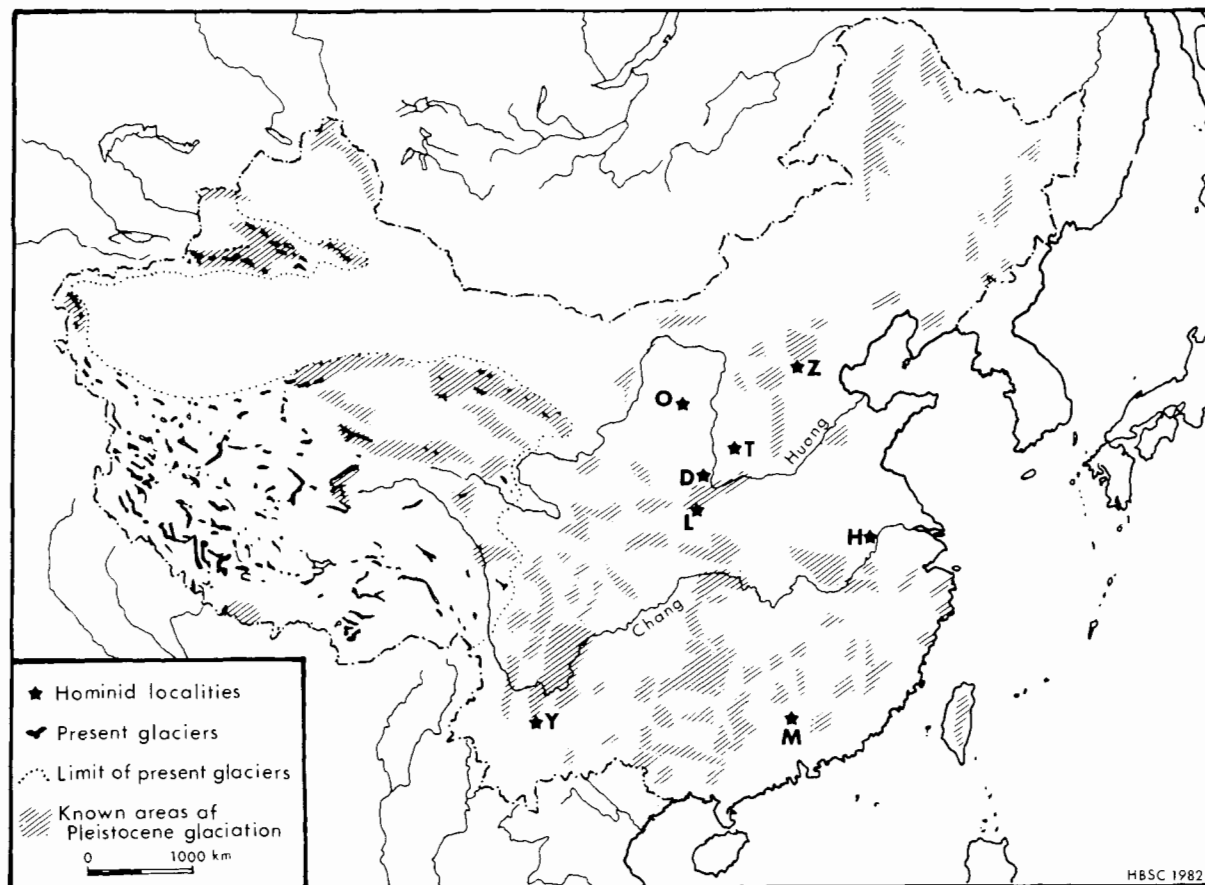 Z
O
T
Huang
D
L
H
Chang
Y
M
Hominid localities
Present glaciers
Limit of present glaciers
Known areas of
Pleistocene glaciation
0 1000 km
HBSC 1982